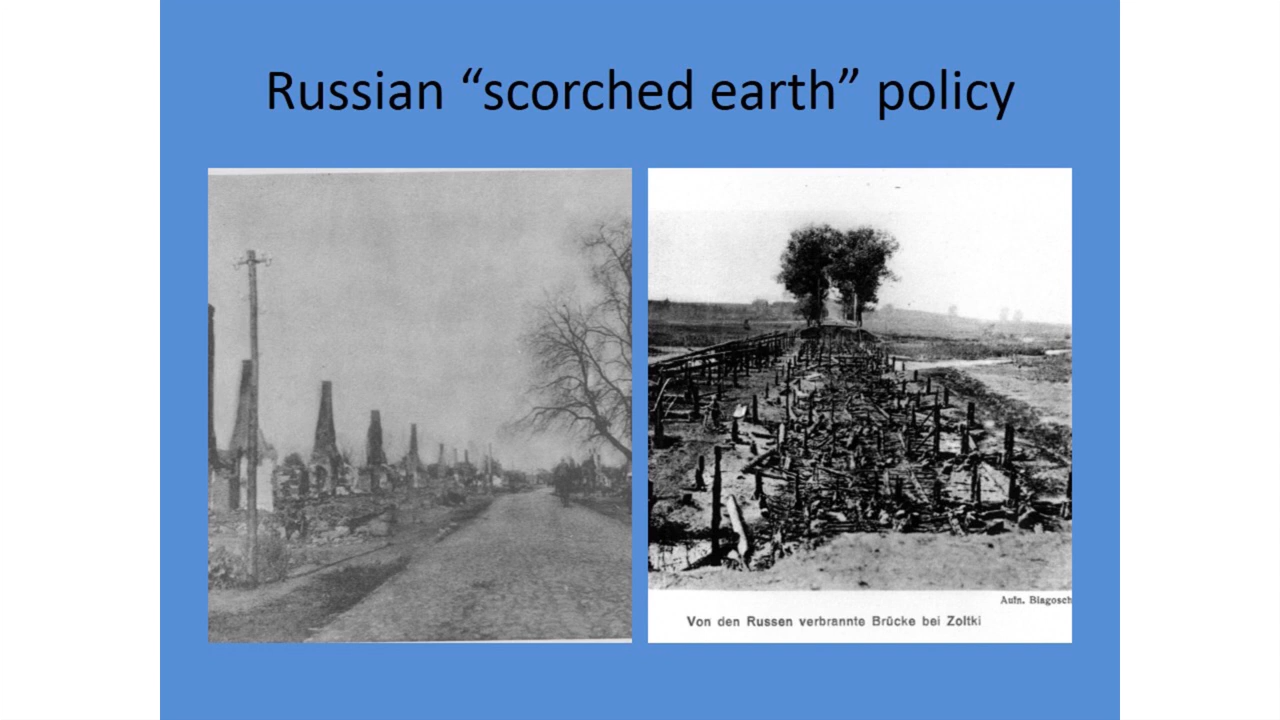 Russian “scorched earth” policy
Aufn. Blagosch
Von den Russen verbrannte Brücke bei Zoltki